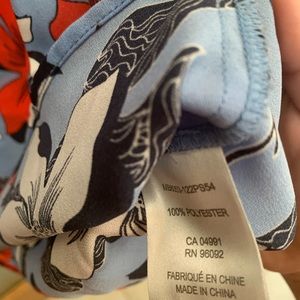 100% POLYESTER
CA 04991
RN 96092
FABRIQUÉ EN CHINE
MADE IN CHINA